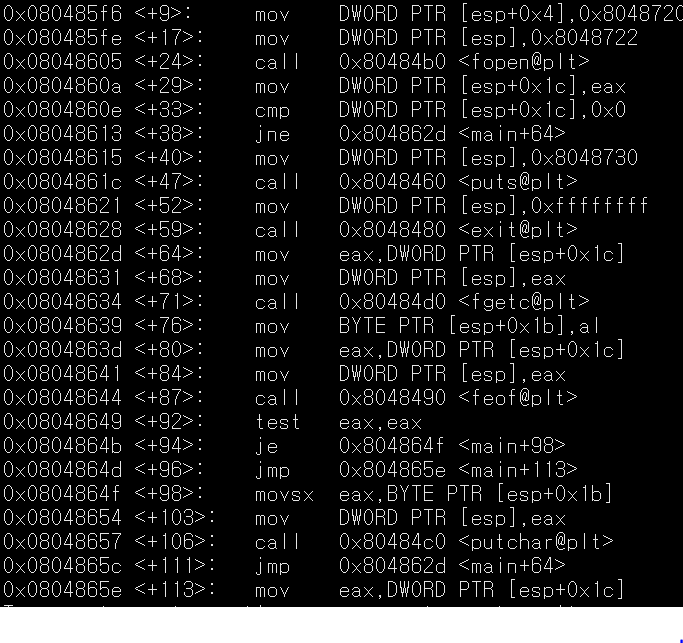 0x080485f6 <+9>: mov DWORD PTR [esp+0x4],0x8048720
0x080485fe <+17>: mov DWORD PTR [esp],0x8048722
0x08048605 <+24>: call 0x80484b0 <fopen@plt>
0x0804860a <+29>: mov DWORD PTR [esp+0x1c],eax
0x0804860e <+33>: cmp DWORD PTR [esp+0x1c],0x0
0x08048613 <+38>: jne 0x804862d <main+64>
0x08048615 <+40>: mov DWORD PTR [esp],0x8048730
0x0804861c <+47>: call 0x8048460 <puts@plt>
0x08048621 <+52>: mov DWORD PTR [esp],0xffffffff
0x08048628 <+59>: call 0x8048480 <exit@plt>
0x0804862d <+64>: mov eax,DWORD PTR [esp+0x1c]
0x08048631 <+68>: mov DWORD PTR [esp],eax
0x08048634 <+71>: call 0x80484d0 <fgetc@plt>
0x08048639 <+76>: mov BYTE PTR [esp+0x1b],al
0x0804863d <+80>: mov eax,DWORD PTR [esp+0x1c]
0x08048641 <+84>: mov DWORD PTR [esp],eax
0x08048644 <+87>: call 0x8048490 <feof@plt>
0x08048649 <+92>: test eax,eax
0x0804864b <+94>: je 0x804864f <main+98>
0x0804864d <+96>: jmp 0x804865e <main+113>
0x0804864f <+98>: movsx eax,BYTE PTR [esp+0x1b]
0x08048654 <+103>: mov DWORD PTR [esp],eax
0x08048657 <+106>: call 0x80484c0 <putchar@plt>
0x0804865c <+111>: jmp 0x804862d <main+64>
0x0804865e <+113>: mov eax,DWORD PTR [esp+0x1c]